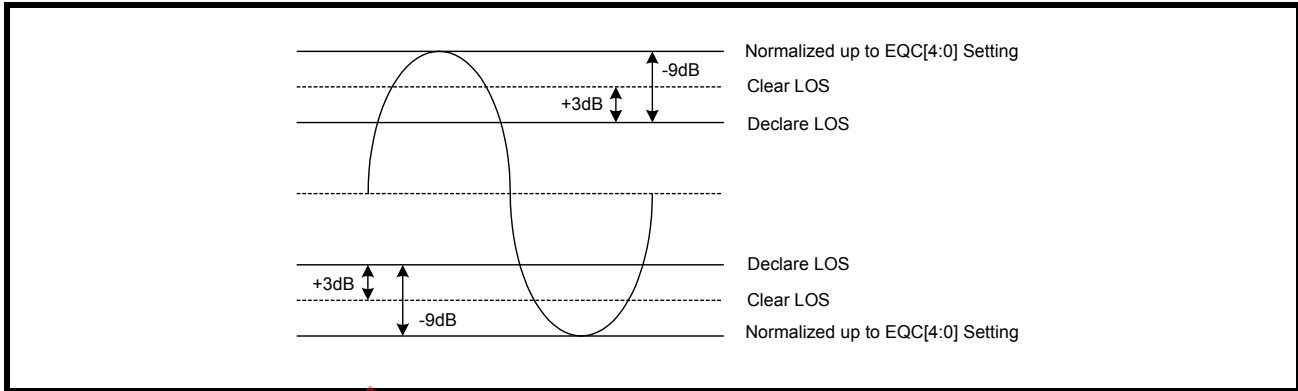 Normalized up to EQC[4:0] Setting
-9dB
Clear LOS
+3dB
Declare LOS
Declare LOS
+3dB
Clear LOS
-9dB
Normalized up to EQC[4:0] Setting